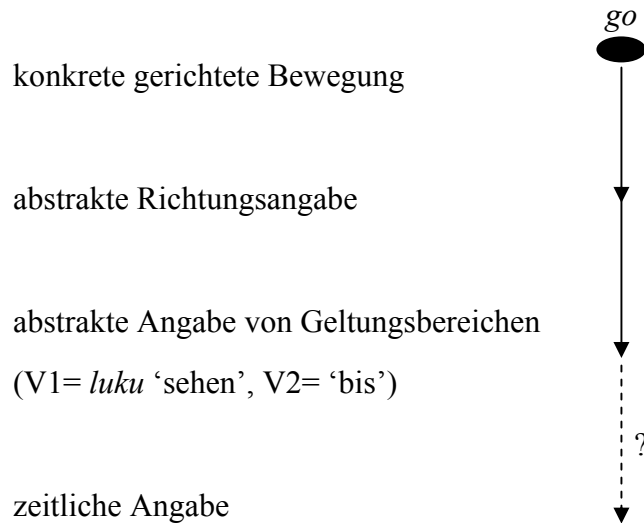 go
konkrete gerichtete Bewegung
abstrakte Richtungsangabe
abstrakte Angabe von Geltungsbereichen
(V1= luku ‘sehen’, V2= ‘bis’)
?
zeitliche Angabe